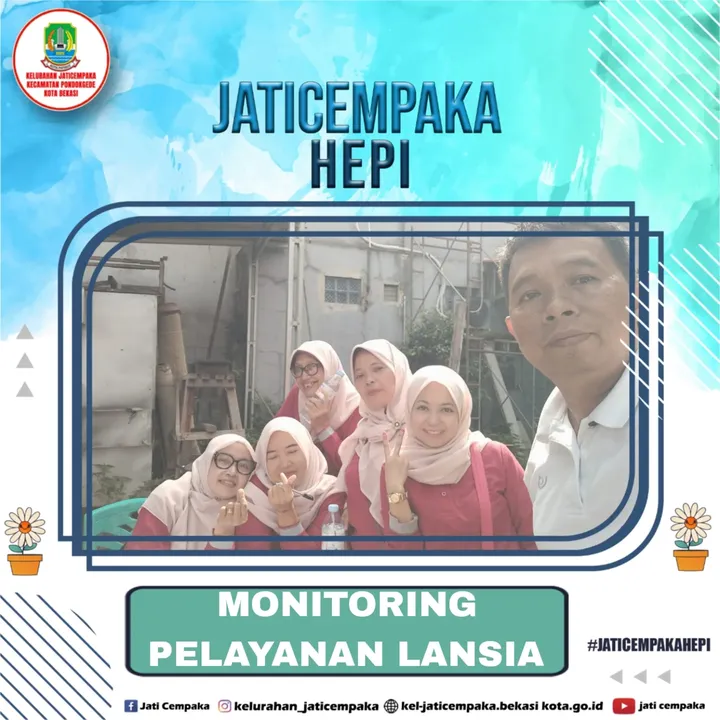 KELURAHAN JATICEMPAKA
KECAMATAN PONDOKGEDE
KOTA BEKASI
JATICEMPAKA
HEPI
MONITORING
PELAYANAN LANSIA
#JATICEMPAKAHEPI
Jati Cempaka kelurahan_jaticempaka kel-jaticempaka.bekasi kota.go.id jati cempaka